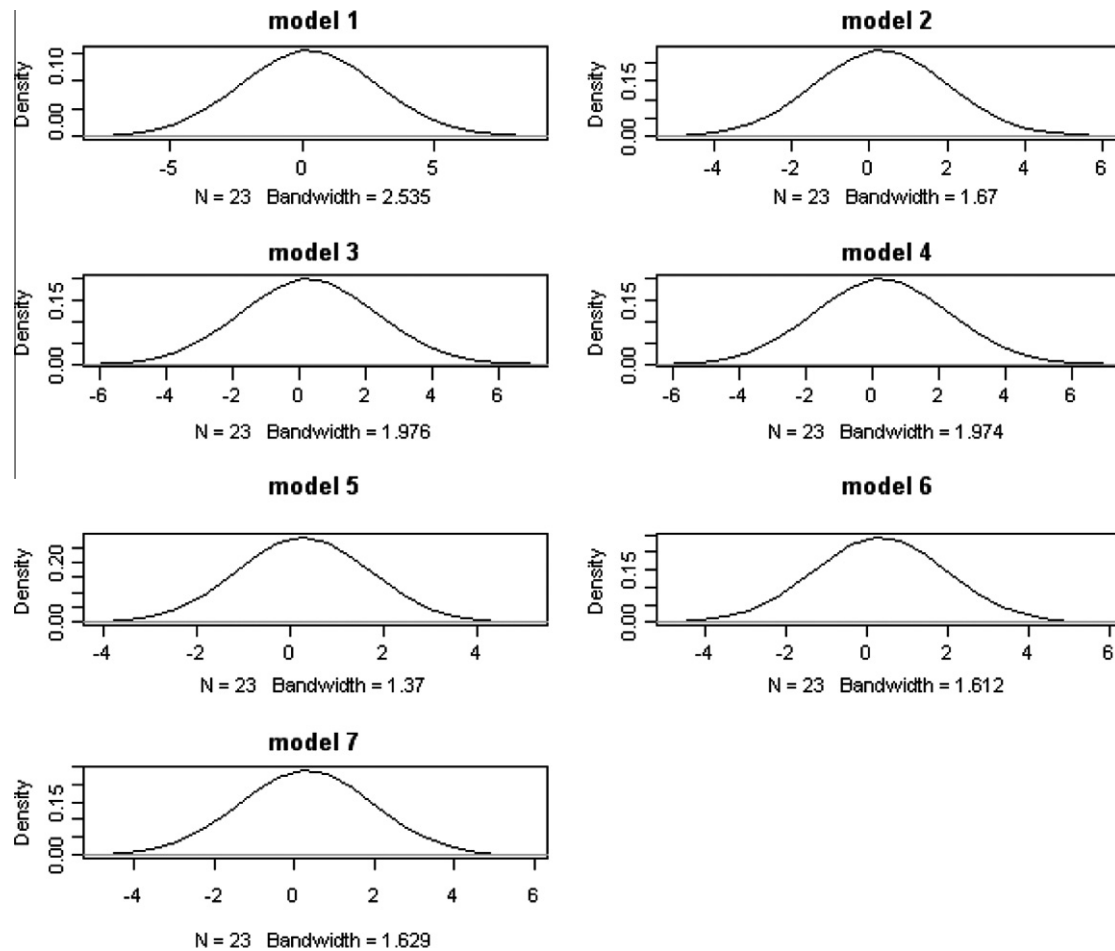 model 1
Density
0.00 0.10
-5 0 5
N = 23 Bandwidth = 2.535
model 2
Density
0.00 0.15
-4 -2 0 2 4 6
N = 23 Bandwidth = 1.67
model 3
Density
0.00 0.15
-6 -4 -2 0 2 4 6
N = 23 Bandwidth = 1.976
model 4
Density
0.00 0.15
-6 -4 -2 0 2 4 6
N = 23 Bandwidth = 1.974
model 5
Density
0.00 0.20
-4 -2 0 2 4
N = 23 Bandwidth = 1.37
model 6
Density
0.00 0.15
-4 -2 0 2 4 6
N = 23 Bandwidth = 1.612
model 7
Density
0.00 0.15
-4 -2 0 2 4 6
N = 23 Bandwidth = 1.629